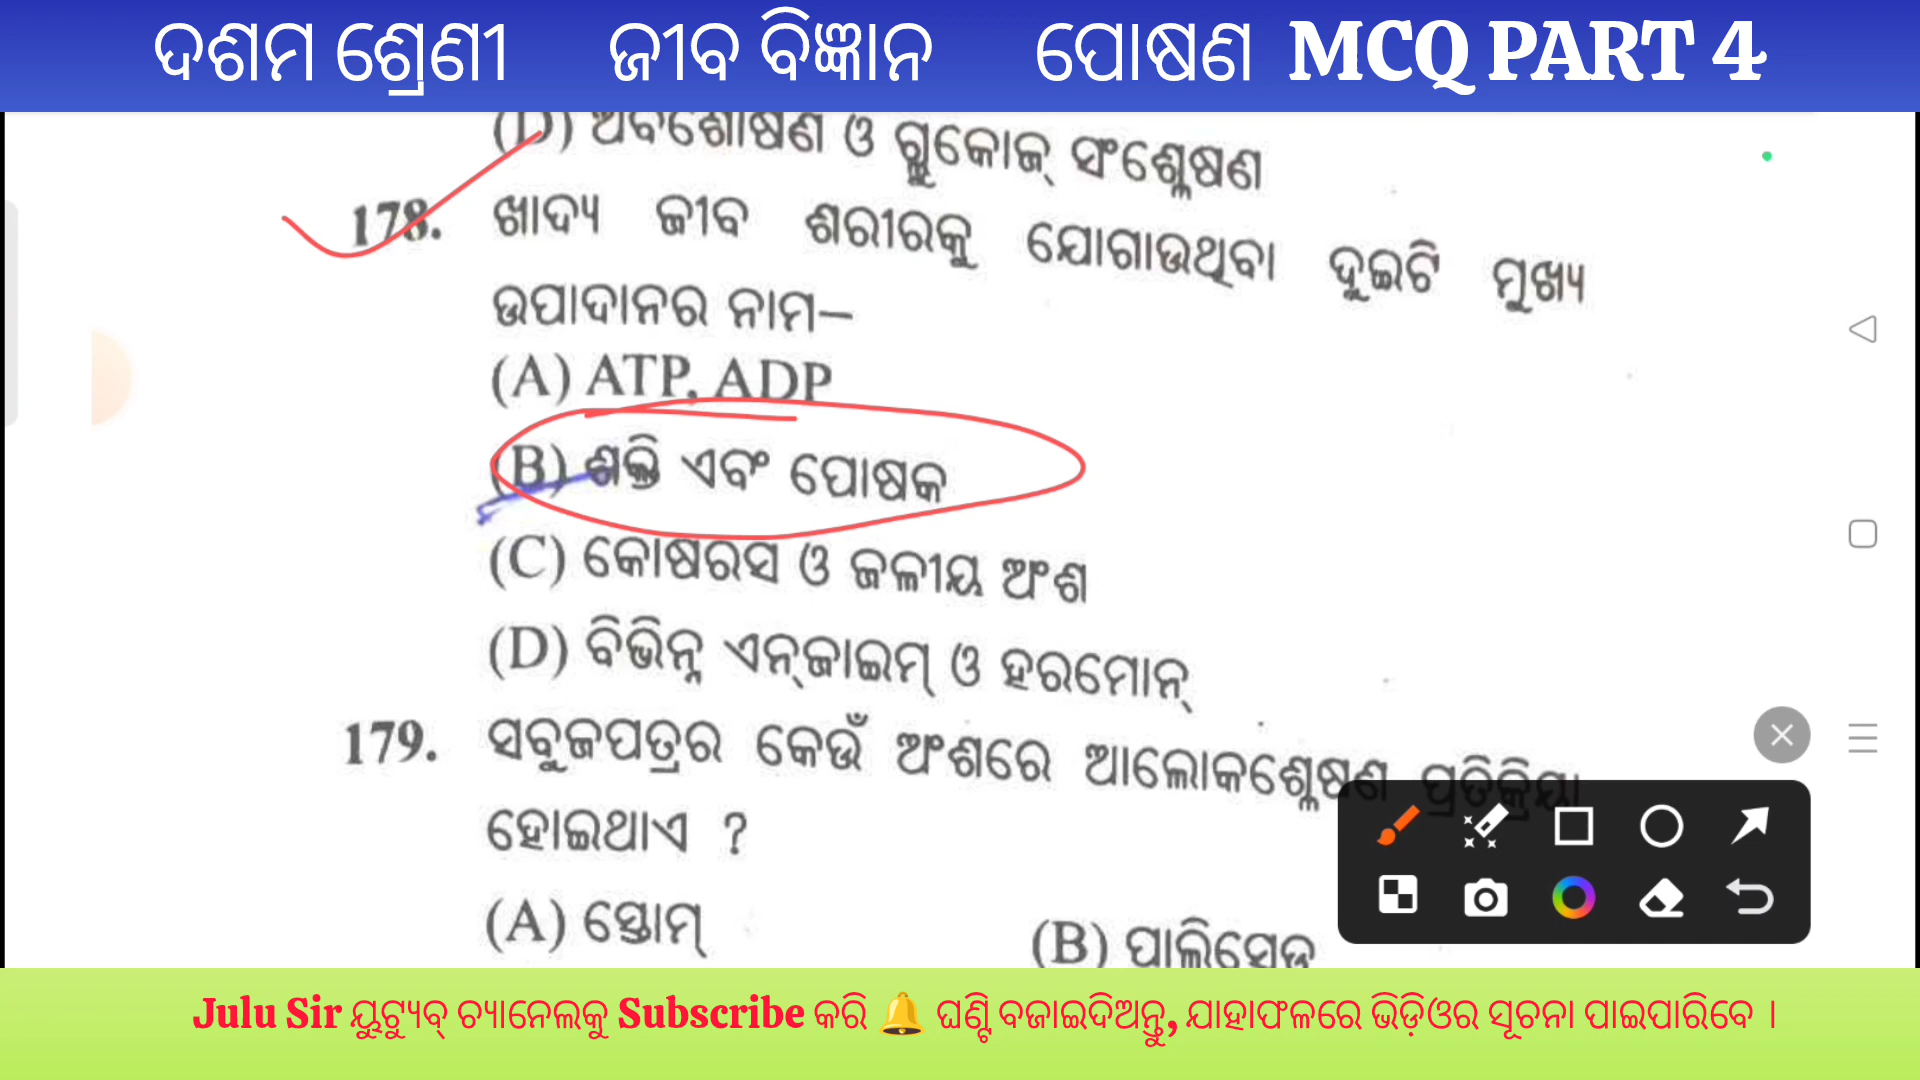 ଦଶମ ଶ୍ରେଣୀ ଜୀବ ବିଜ୍ଞାନ ପୋଷଣ MCQ PART 4
(D) ଅବଶୋଷଣ ଓ ଗ୍ଲୁକୋଜ୍ ସଂଶ୍ଳେଷଣ
178. ଖାଦ୍ୟ ଜୀବ ଶରୀରକୁ ଯୋଗାଉଥିବା ଦୁଇଟି ମୁଖ୍ୟ
ଉପାଦାନର ନାମ–
(A) ATP, ADP
(B) ଶକ୍ତି ଏବଂ ପୋଷକ
(C) କୋଷରସ ଓ ଜଳୀୟ ଅଂଶ
(D) ବିଭିନ୍ନ ଏନ୍‌ଜାଇମ୍ ଓ ହରମୋନ୍
179. ସବୁଜପତ୍ରର କେଉଁ ଅଂଶରେ ଆଲୋକଶ୍ଳେଷଣ ପ୍ରତିକ୍ରିୟା
ହୋଇଥାଏ ?
(A) ସ୍ତୋମ୍ (B) ପାଲିସେଡ୍
Julu Sir ୟୁଟ୍ୟୁବ୍ ଚ୍ୟାନେଲକୁ Subscribe କରି 🔔 ଘଣ୍ଟି ବଜାଇଦିଅନ୍ତୁ, ଯାହାଫଳରେ ଭିଡ଼ିଓର ସୂଚନା ପାଇପାରିବେ ।